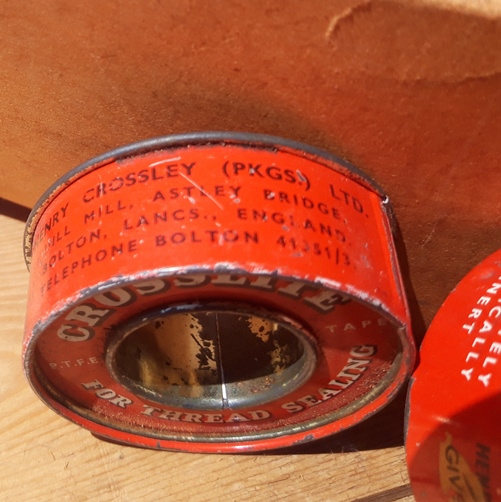 HENRY CROSSLEY (PKGS.) LTD.
HILL MILL, ASTLEY BRIDGE,
BOLTON, LANCS., ENGLAND.
TELEPHONE BOLTON 41351/3
CROSSLITE
P.T.F.E. TAPE
FOR THREAD SEALING
CALLY